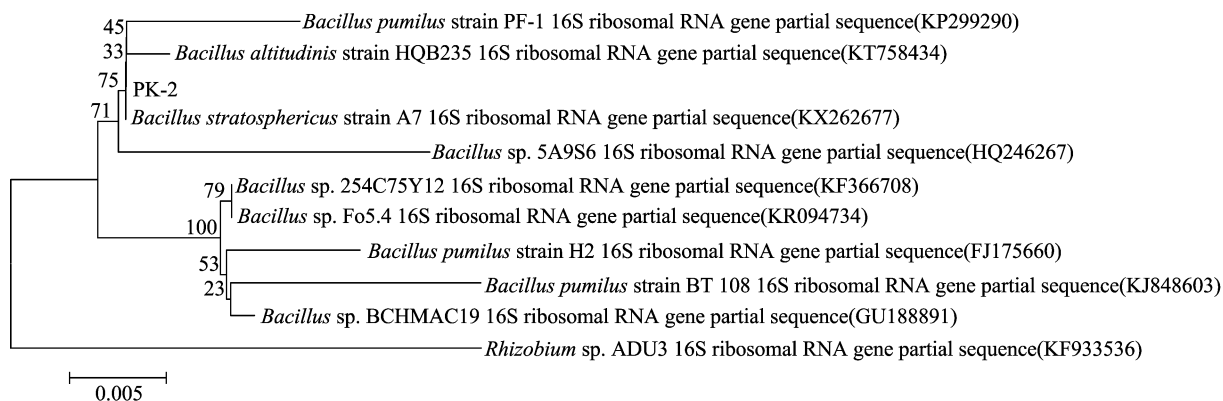 45
Bacillus pumilus strain PF-1 16S ribosomal RNA gene partial sequence(KP299290)
33
Bacillus altitudinis strain HQB235 16S ribosomal RNA gene partial sequence(KT758434)
75
PK-2
71
Bacillus stratosphericus strain A7 16S ribosomal RNA gene partial sequence(KX262677)
Bacillus sp. 5A9S6 16S ribosomal RNA gene partial sequence(HQ246267)
79
Bacillus sp. 254C75Y12 16S ribosomal RNA gene partial sequence(KF366708)
Bacillus sp. Fo5.4 16S ribosomal RNA gene partial sequence(KR094734)
100
Bacillus pumilus strain H2 16S ribosomal RNA gene partial sequence(FJ175660)
53
23
Bacillus pumilus strain BT 108 16S ribosomal RNA gene partial sequence(KJ848603)
Bacillus sp. BCHMAC19 16S ribosomal RNA gene partial sequence(GU188891)
Rhizobium sp. ADU3 16S ribosomal RNA gene partial sequence(KF933536)
0.005